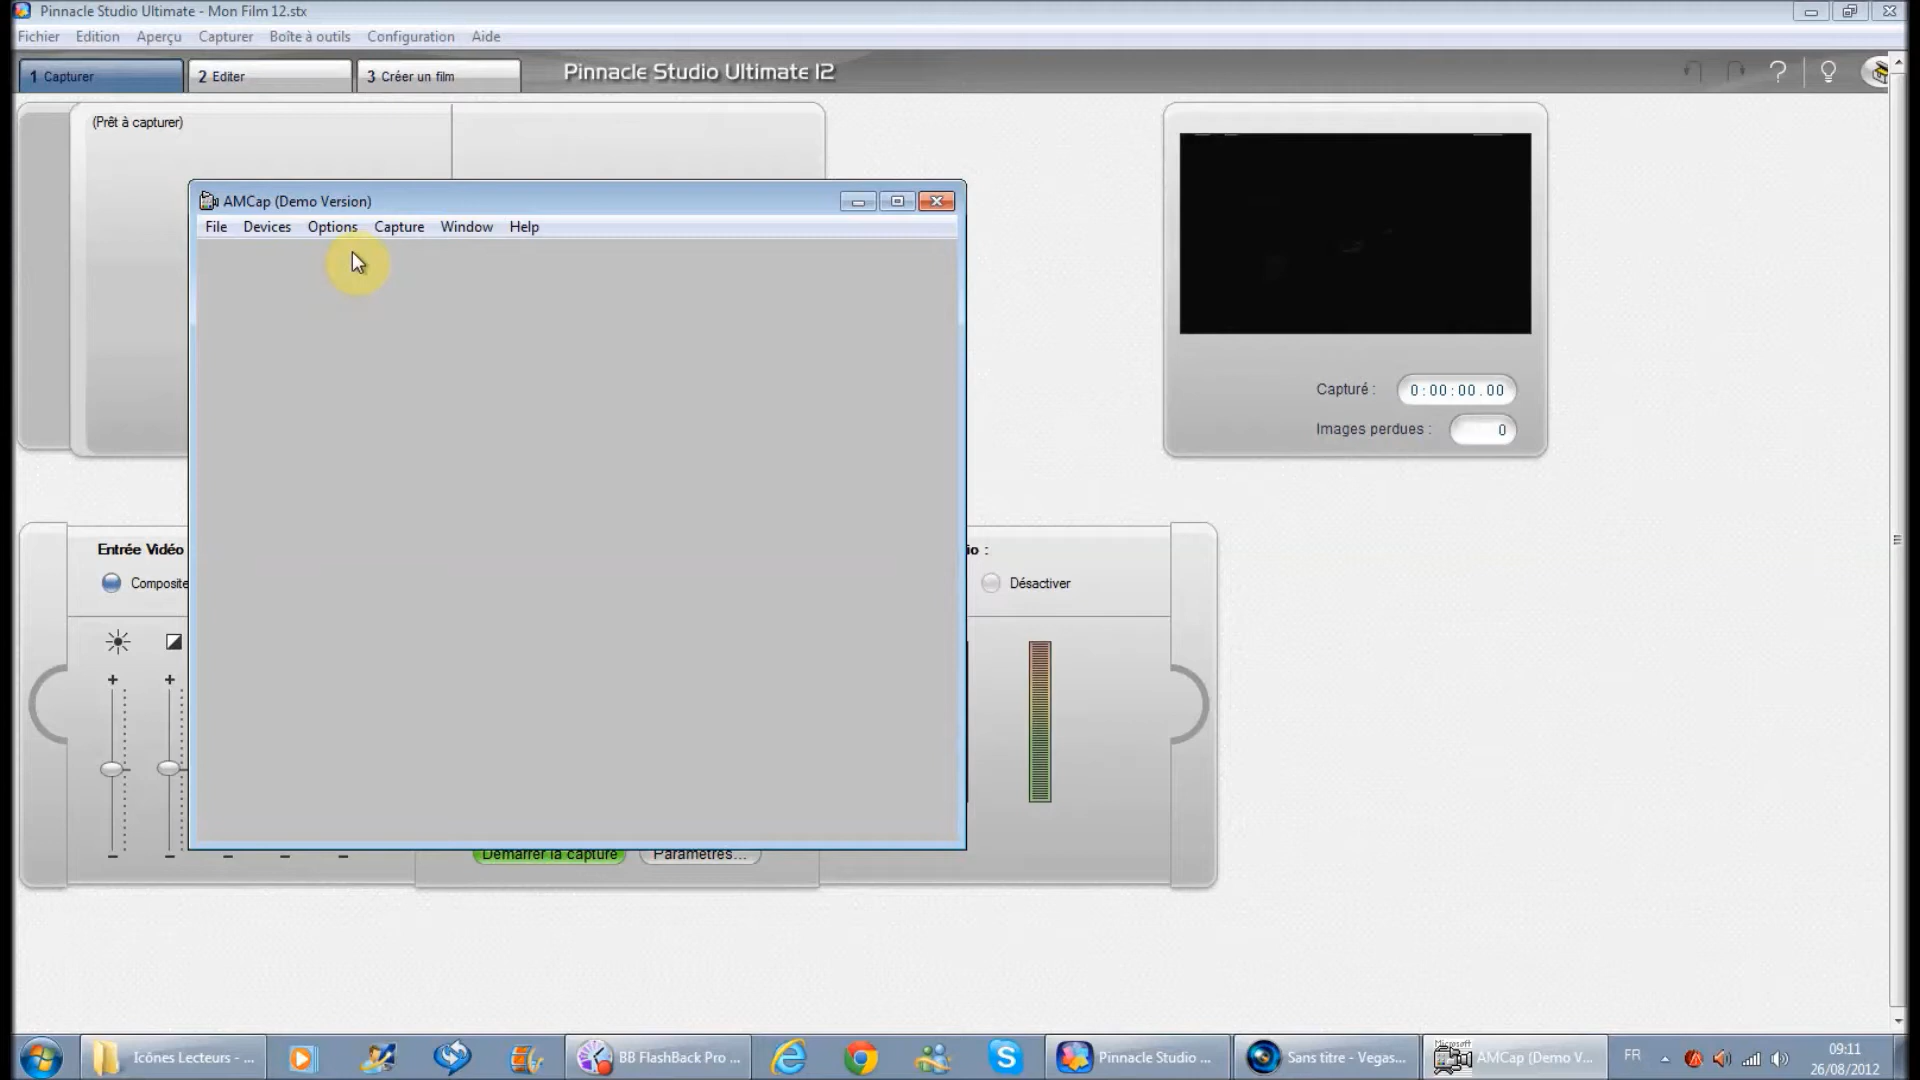 Pinnacle Studio Ultimate - Mon Film 12.stx
Fichier Edition Aperçu Capturer Boîte à outils Configuration Aide
1 Capturer 2 Editer 3 Créer un film Pinnacle Studio Ultimate 12
(Prêt à capturer)
AMCap (Demo Version)
File Devices Options Capture Window Help
Capturé : 0:00:00.00
Images perdues : 0
Entrée Vidéo io :
Composite Désactiver
Démarrer la capture Paramètres...
Icônes Lecteurs - ... BB FlashBack Pro ... Pinnacle Studio ... Sans titre - Vegas... Microsoft AMCap (Demo V... FR 09:11
26/08/2012